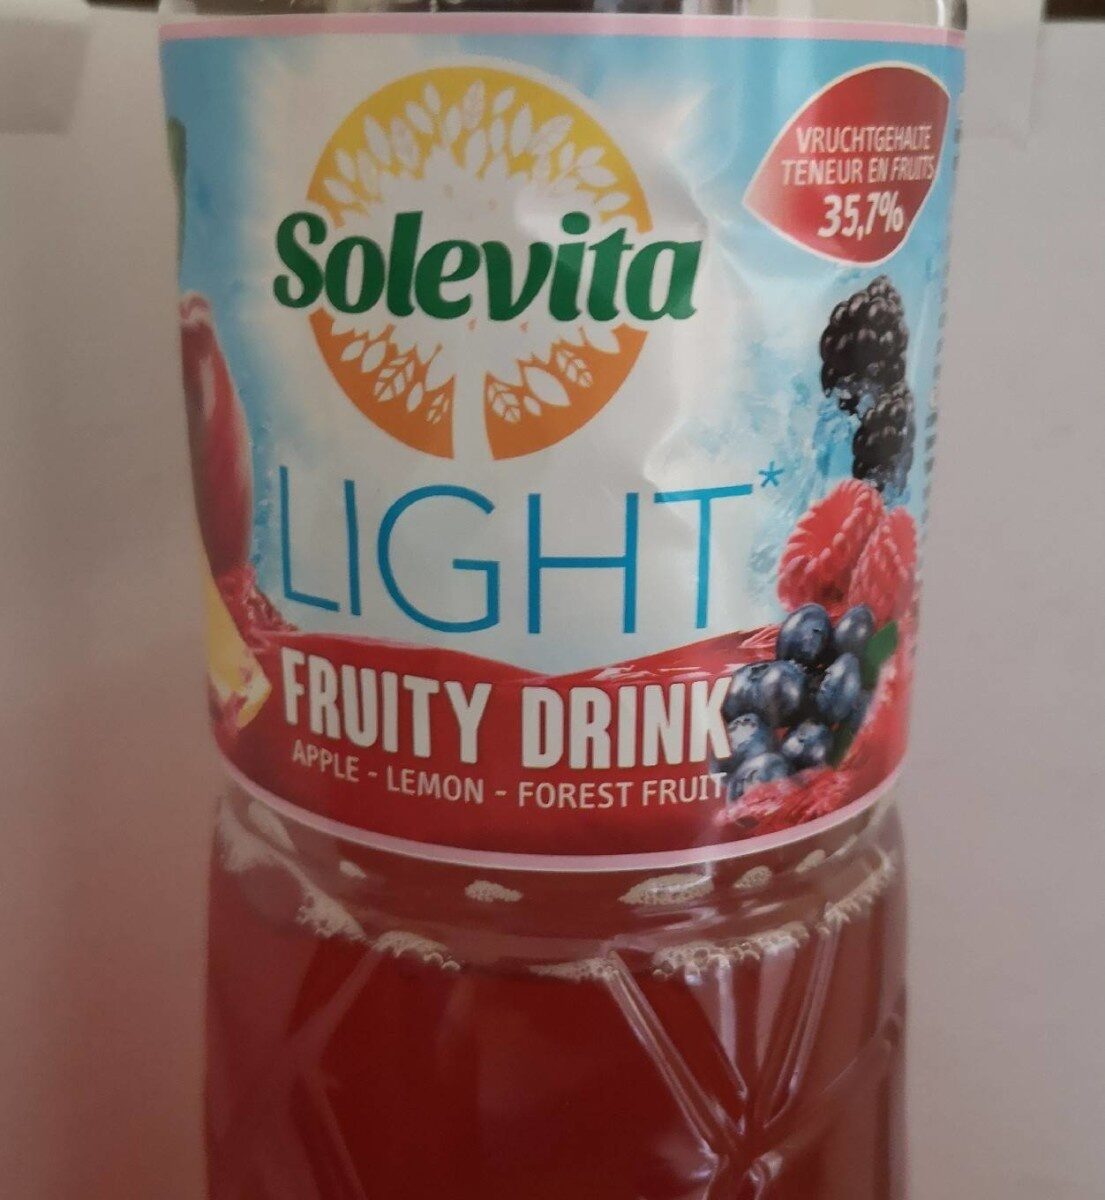 VRUCHTGEHALTE
TENEUR EN FRUITS
35,7%
Solevita
LIGHT*
FRUITY DRINK
APPLE - LEMON - FOREST FRUIT